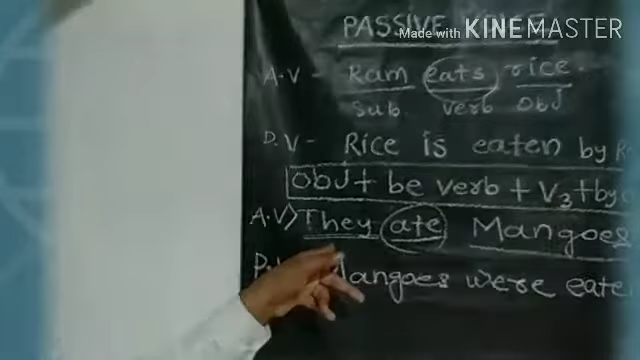 PASSIVE
Made with KINEMASTER
A.V - Ram eats rice
Sub. verb Obj
P.V- Rice is eaten by
Obj + be verb + V3 + by
A.V> They ate Mangoes
Mangoes were eate